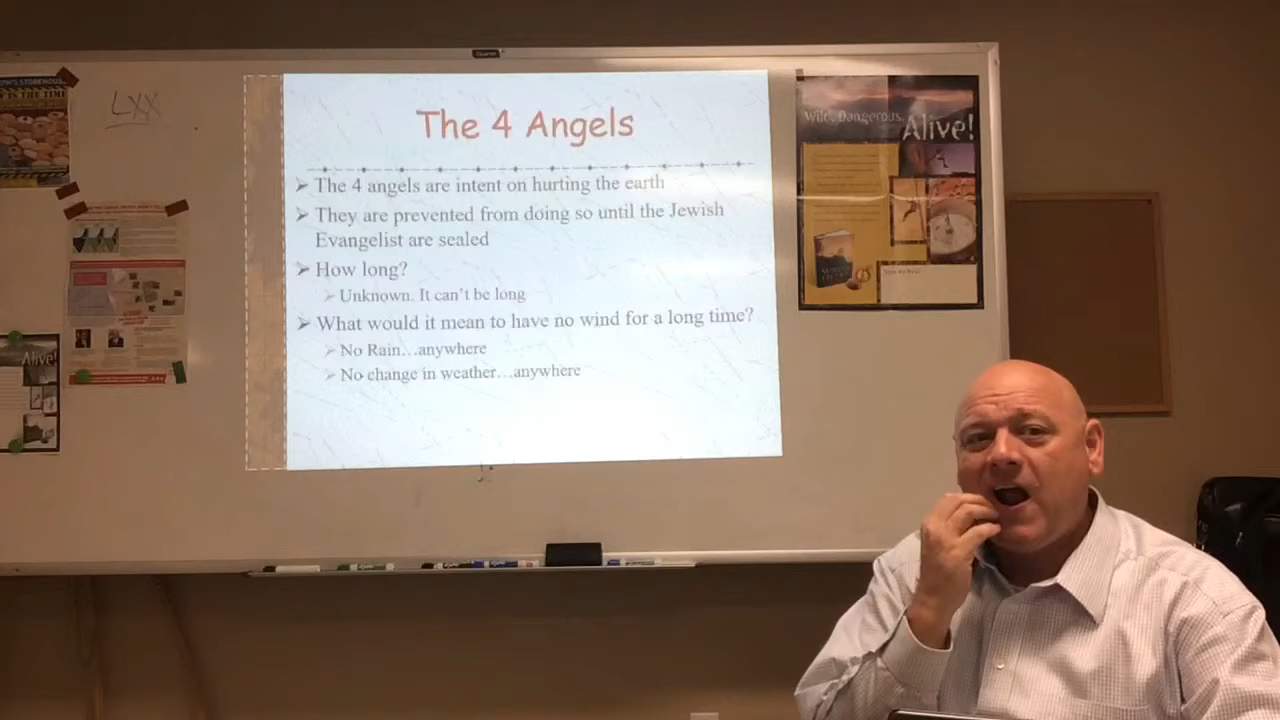 LXX
The 4 Angels
The 4 angels are intent on hurting the earth
They are prevented from doing so until the Jewish
Evangelist are sealed
How long?
Unknown. It can't be long
What would it mean to have no wind for a long time?
No Rain…anywhere
No change in weather…anywhere
Wild. Dangerous.
Alive!
Alive!